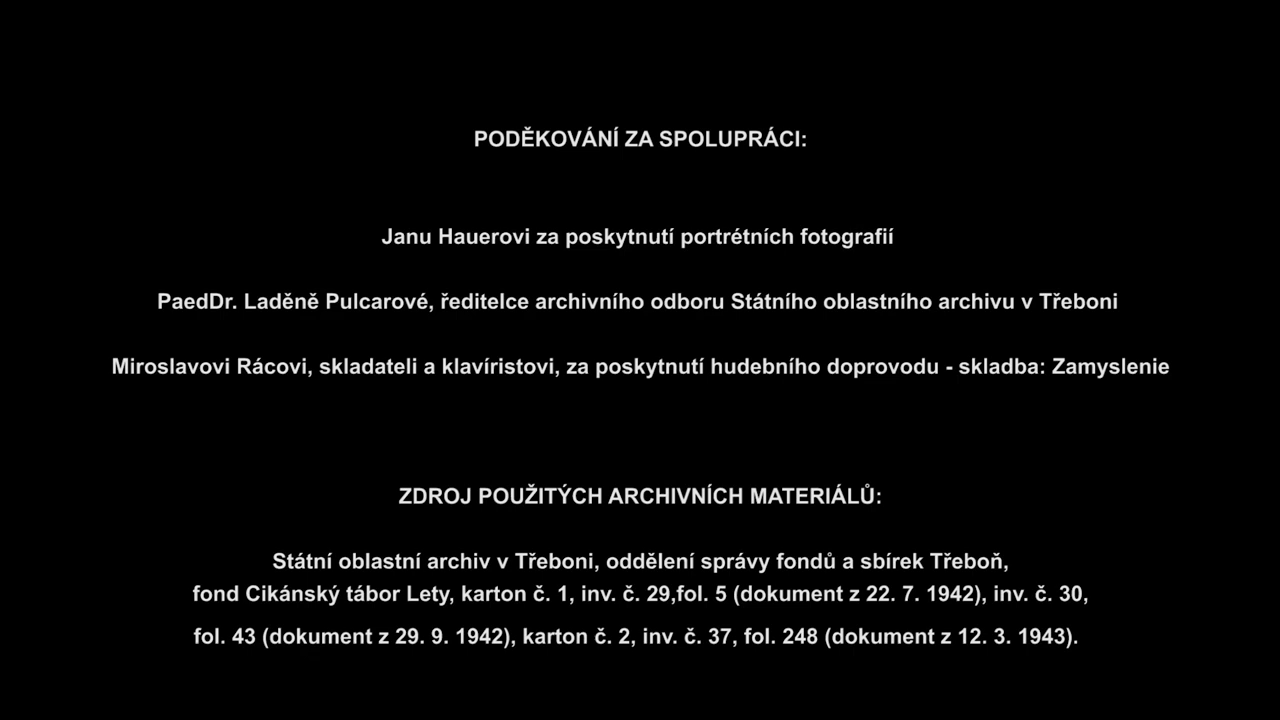 PODĚKOVÁNÍ ZA SPOLUPRÁCI:
Janu Hauerovi za poskytnutí portrétních fotografií
PaedDr. Laděně Pulcarové, ředitelce archivního odboru Státního oblastního archivu v Třeboni
Miroslavovi Rácovi, skladateli a klavíristovi, za poskytnutí hudebního doprovodu - skladba: Zamyslenie
ZDROJ POUŽITÝCH ARCHIVNÍCH MATERIÁLŮ:
Státní oblastní archiv v Třeboni, oddělení správy fondů a sbírek Třeboň,
fond Cikánský tábor Lety, karton č. 1, inv. č. 29,fol. 5 (dokument z 22. 7. 1942), inv. č. 30,
fol. 43 (dokument z 29. 9. 1942), karton č. 2, inv. č. 37, fol. 248 (dokument z 12. 3. 1943).